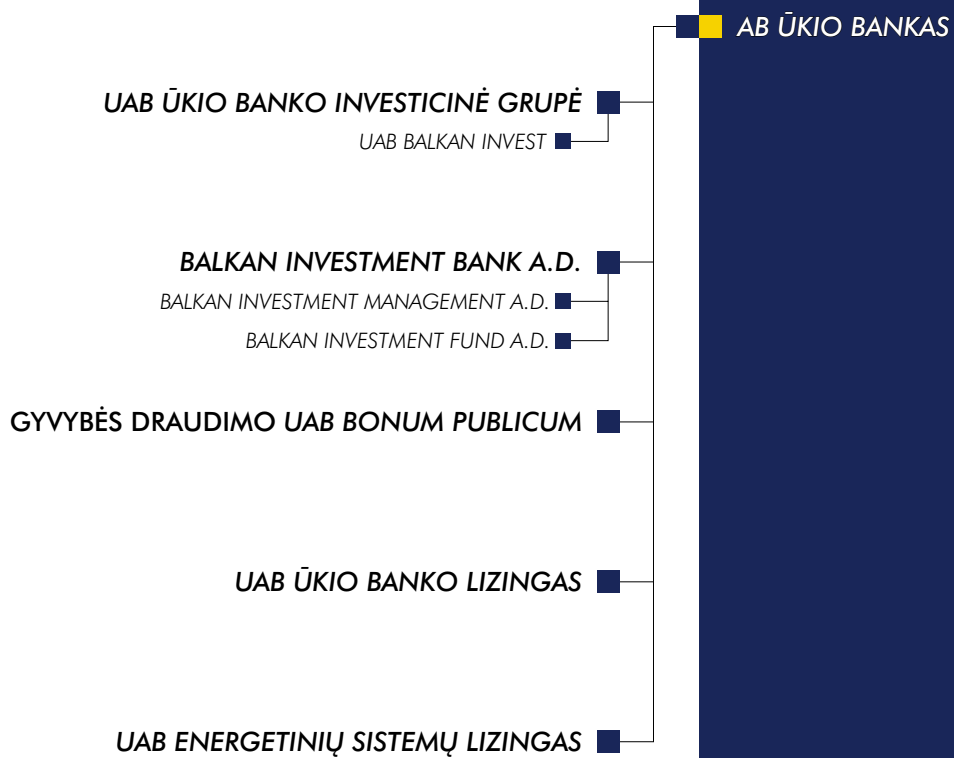 AB ŪKIO BANKAS
UAB ŪKIO BANKO INVESTICINĖ GRUPĖ
UAB BALKAN INVEST
BALKAN INVESTMENT BANK A.D.
BALKAN INVESTMENT MANAGEMENT A.D.
BALKAN INVESTMENT FUND A.D.
GYVYBĖS DRAUDIMO UAB BONUM PUBLICUM
UAB ŪKIO BANKO LIZINGAS
UAB ENERGETINIŲ SISTEMŲ LIZINGAS